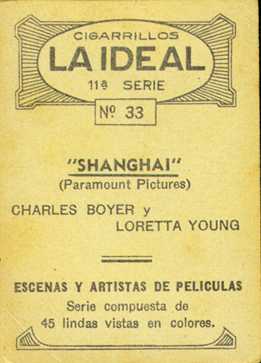 CIGARRILLOS
LA IDEAL
11ª SERIE
Nº 33
"SHANGHAI"
(Paramount Pictures)
CHARLES BOYER y
LORETTA YOUNG
ESCENAS Y ARTISTAS DE PELICULAS
Serie compuesta de
45 lindas vistas en colores.